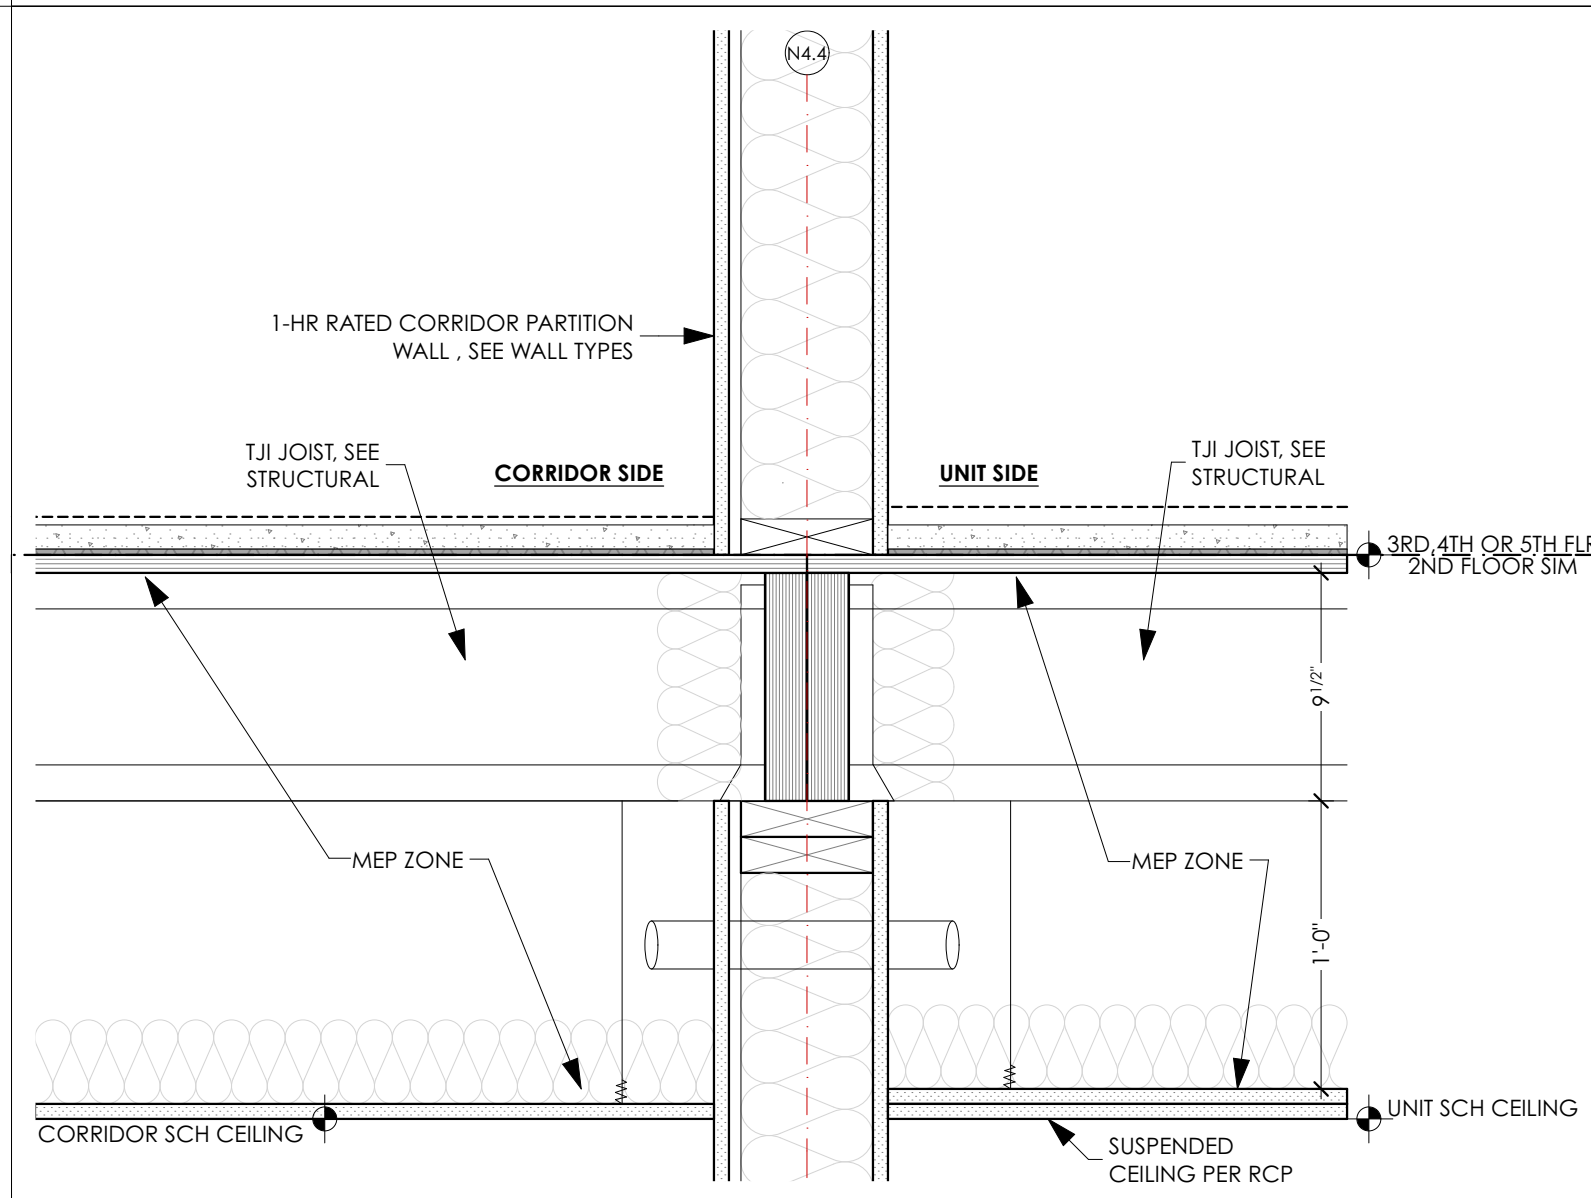 N4.4
1-HR RATED CORRIDOR PARTITION
WALL , SEE WALL TYPES
TJI JOIST, SEE
STRUCTURAL
CORRIDOR SIDE
UNIT SIDE
TJI JOIST, SEE
STRUCTURAL
3RD,4TH OR 5TH FLR
2ND FLOOR SIM
9 1/2"
MEP ZONE
MEP ZONE
1'-0"
CORRIDOR SCH CEILING
UNIT SCH CEILING
SUSPENDED
CEILING PER RCP